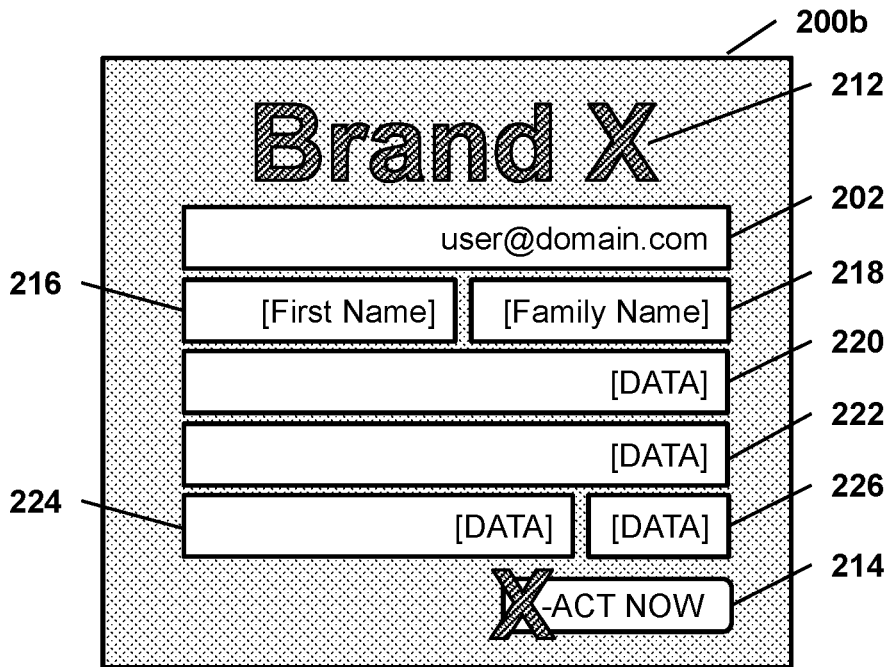 200b
Brand X
212
user@domain.com
202
216
[First Name] [Family Name]
218
[DATA]
220
[DATA]
222
224
[DATA] [DATA]
226
X-ACT NOW
214